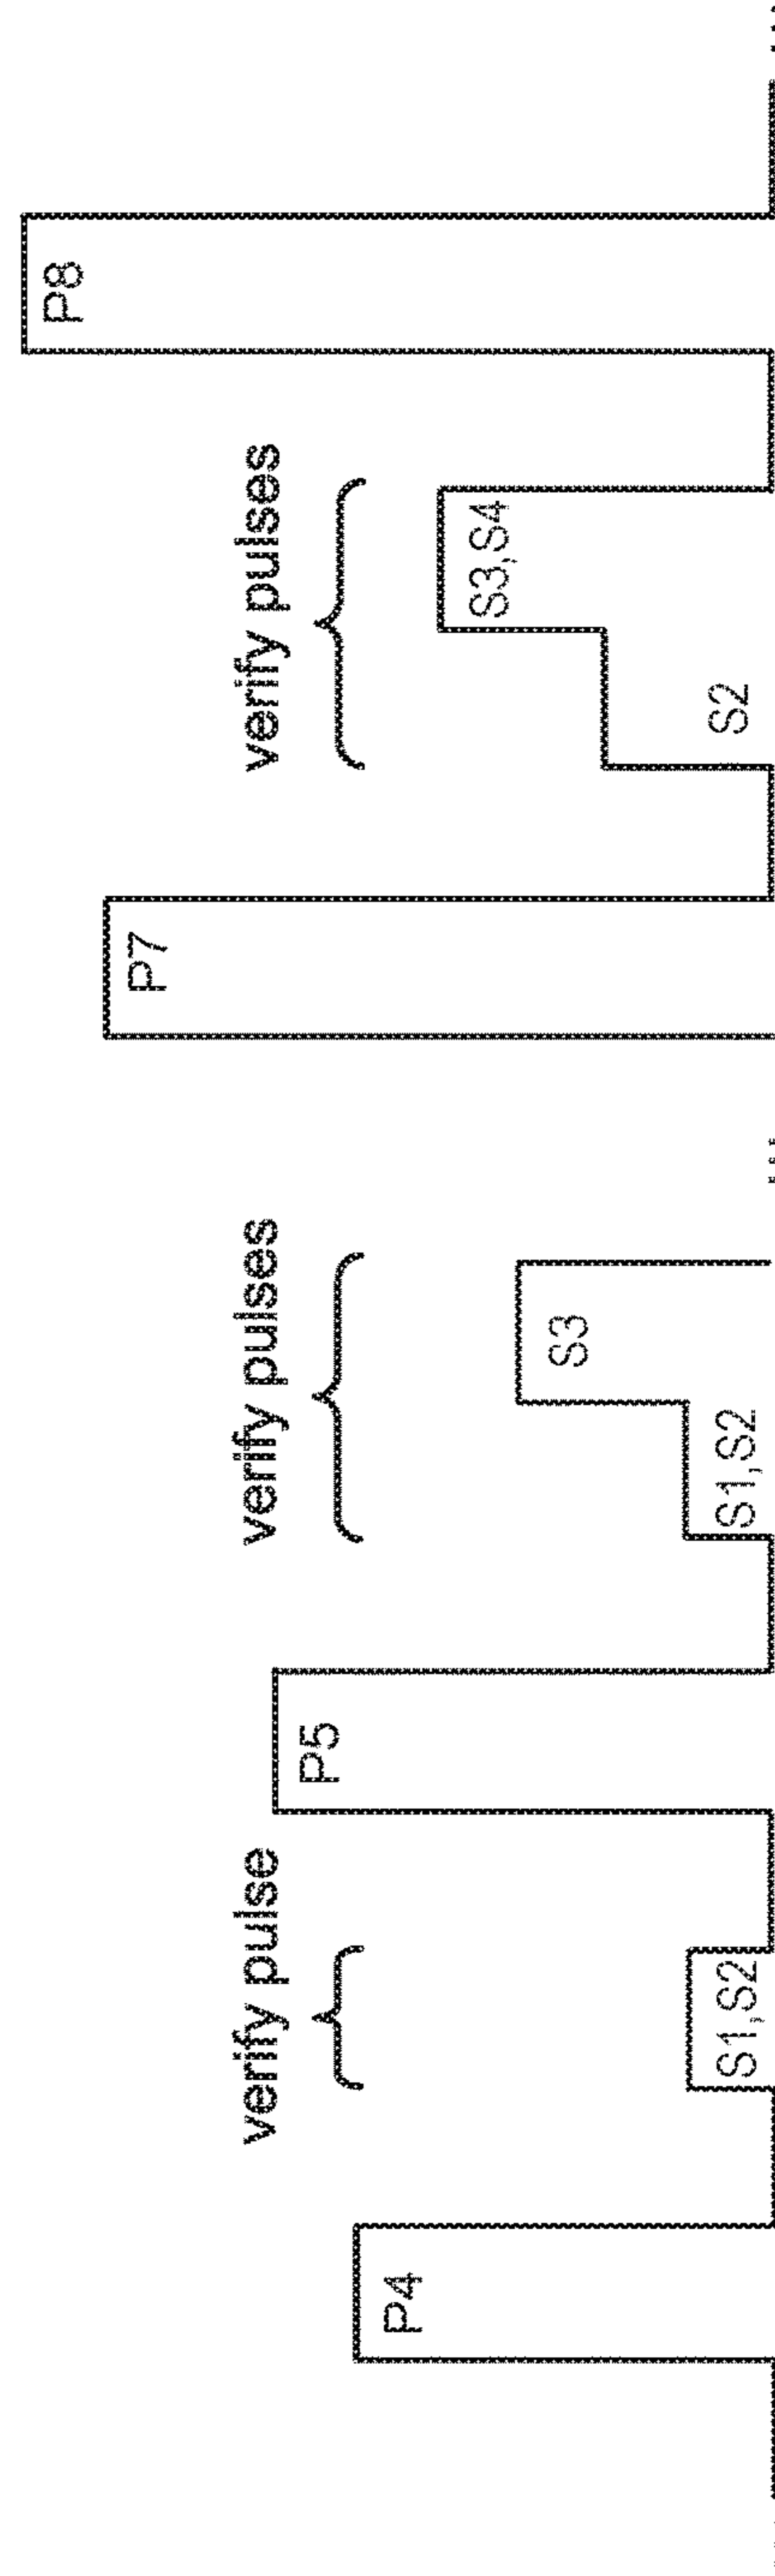 P4
verify pulse
S1,S2
P5
verify pulses
S1,S2
S3
P7
verify pulses
S2
S3,S4
P8